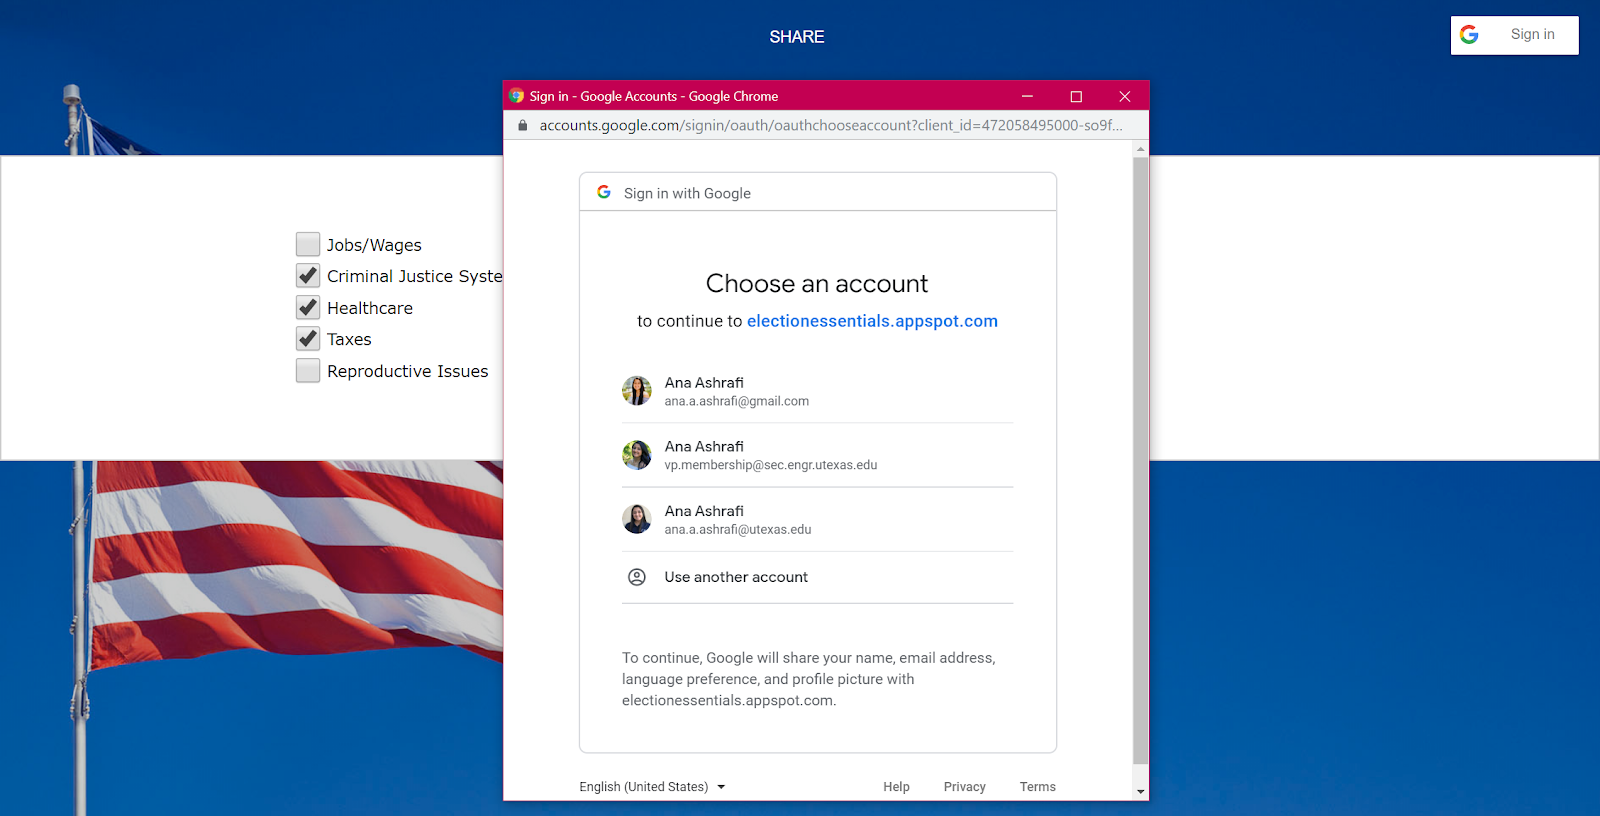 SHARE
Sign in
Sign in - Google Accounts - Google Chrome
accounts.google.com/signin/oauth/oauthchooseaccount?client_id=472058495000-so9f...
Sign in with Google
Jobs/Wages
Criminal Justice Syste
Healthcare
Taxes
Reproductive Issues
Choose an account
to continue to electionessentials.appspot.com
Ana Ashrafi
ana.a.ashrafi@gmail.com
Ana Ashrafi
vp.membership@sec.engr.utexas.edu
Ana Ashrafi
ana.a.ashrafi@utexas.edu
Use another account
To continue, Google will share your name, email address,
language preference, and profile picture with
electionessentials.appspot.com.
English (United States)
Help
Privacy
Terms